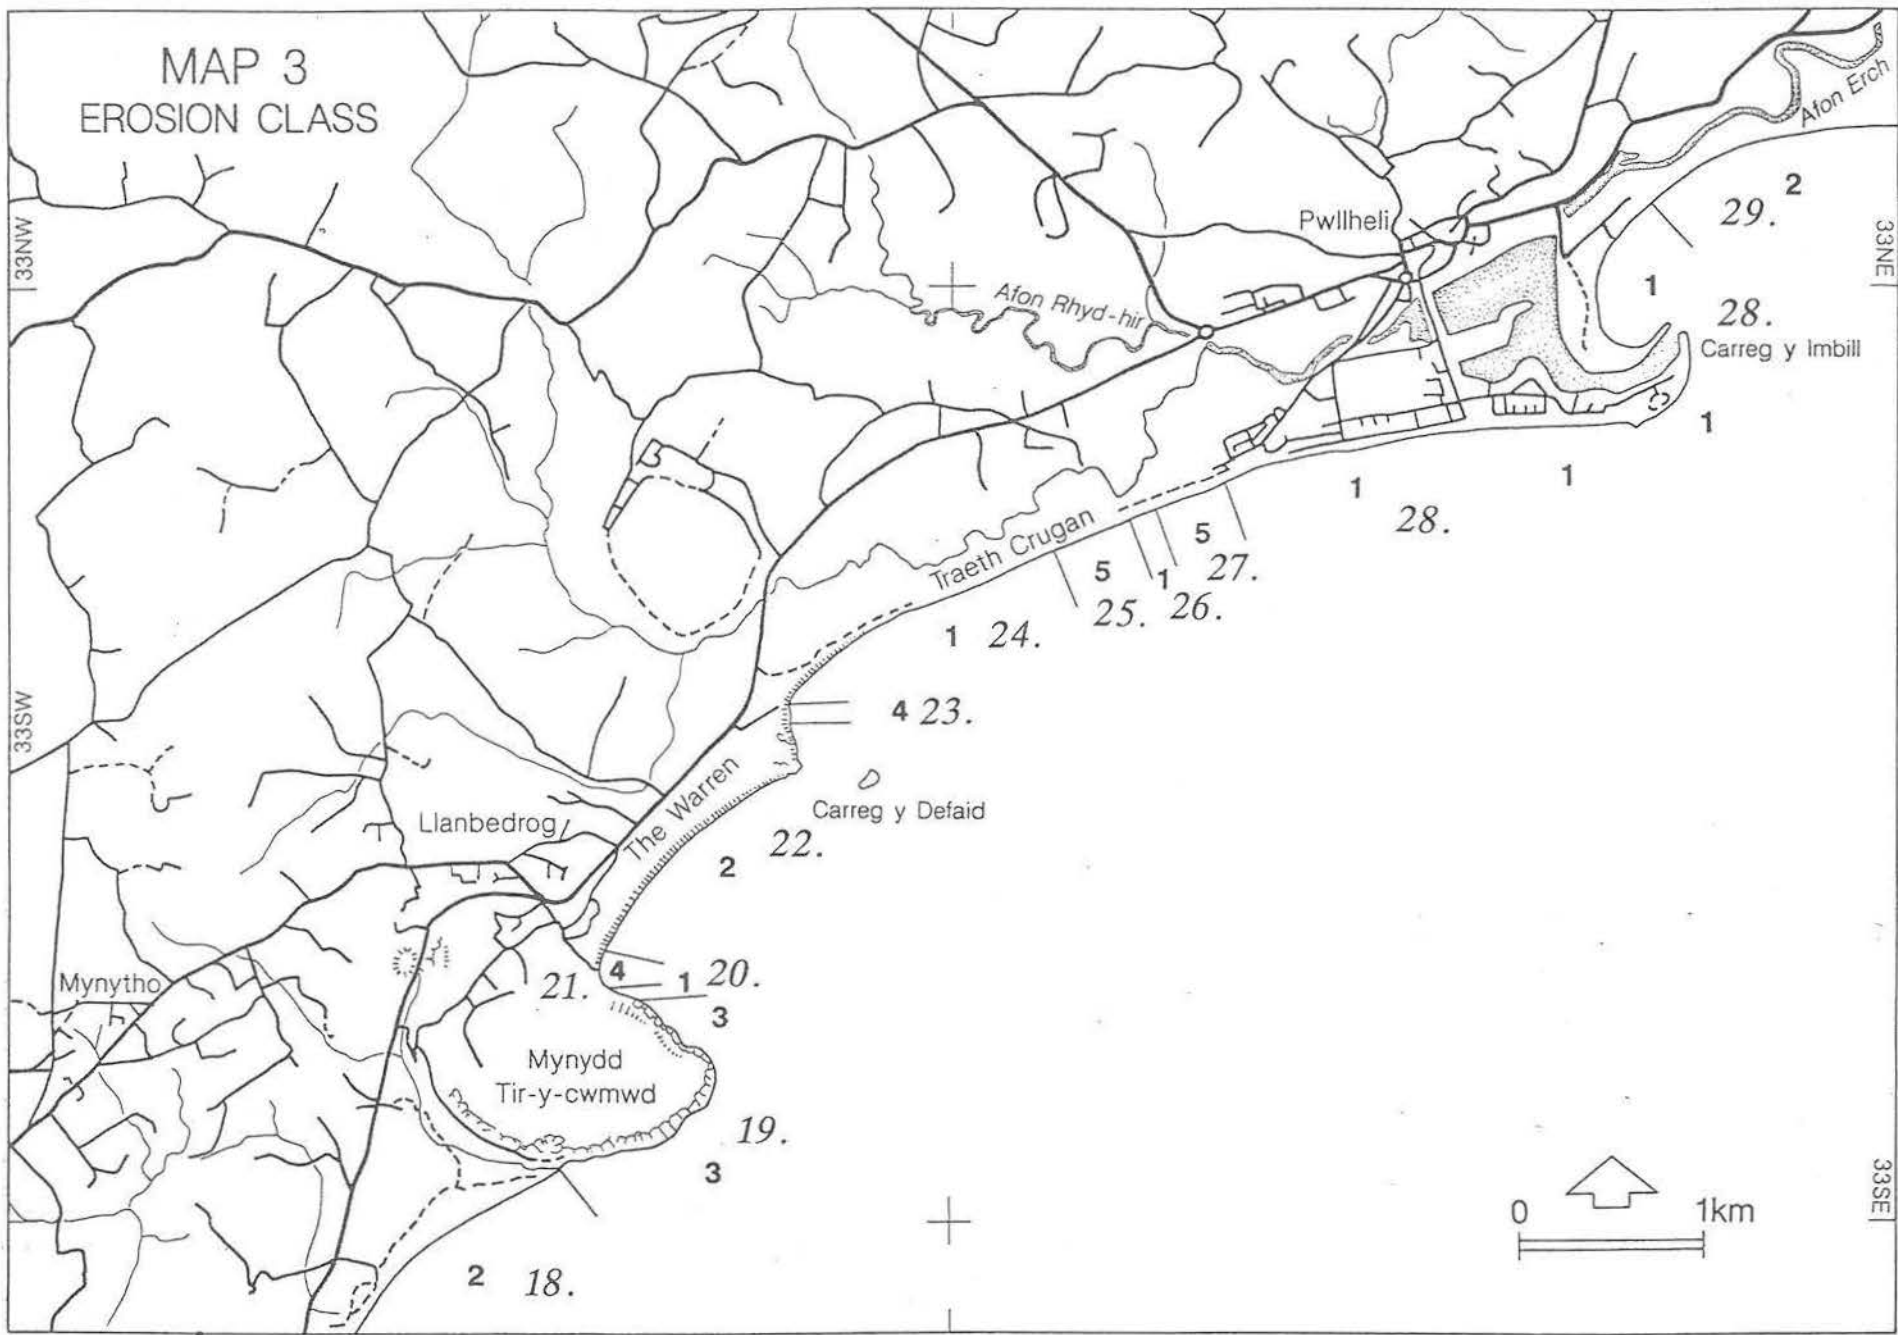 MAP 3
EROSION CLASS
Afon Erch
2
29.
Pwllheli
33NW
33NE
1
28.
Afon Rhyd-hir
Carreg y Imbill
1
1
1
28.
Traeth Crugan
5
27.
5
1
25.
26.
1
24.
4
23.
33SW
The Warren
Carreg y Defaid
Llanbedrog
2
22.
4
1
20.
21.
Mynytho
3
Mynydd
Tir-y-cwmwd
19.
3
33SE
0
1km
2
18.